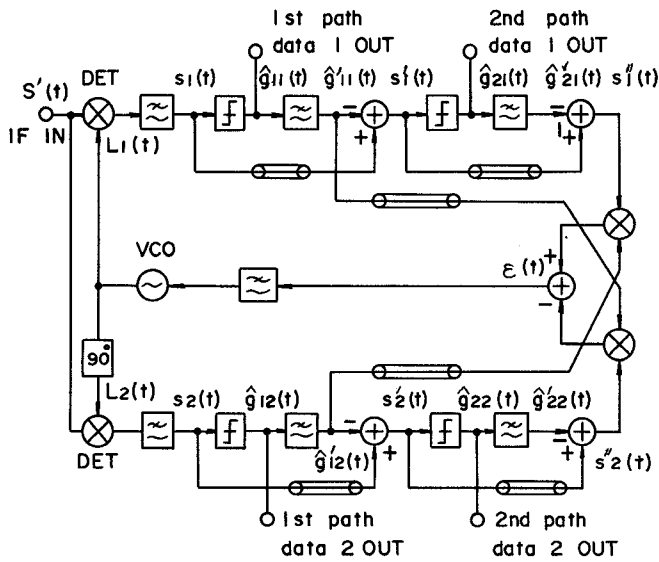 1st path
data 1 OUT
2nd path
data 1 OUT
S'(t)
DET
s1(t)
ĝ11(t)
ĝ'11(t)
s'1(t)
ĝ21(t)
ĝ'21(t)
s"1(t)
IF IN
L1(t)
−
+
−
+
VCO
ε(t)
+
−
90°
L2(t)
s2(t)
ĝ12(t)
s'2(t)
ĝ22(t)
ĝ'22(t)
−
+
−
+
DET
ĝ'12(t)
s"2(t)
1st path
data 2 OUT
2nd path
data 2 OUT